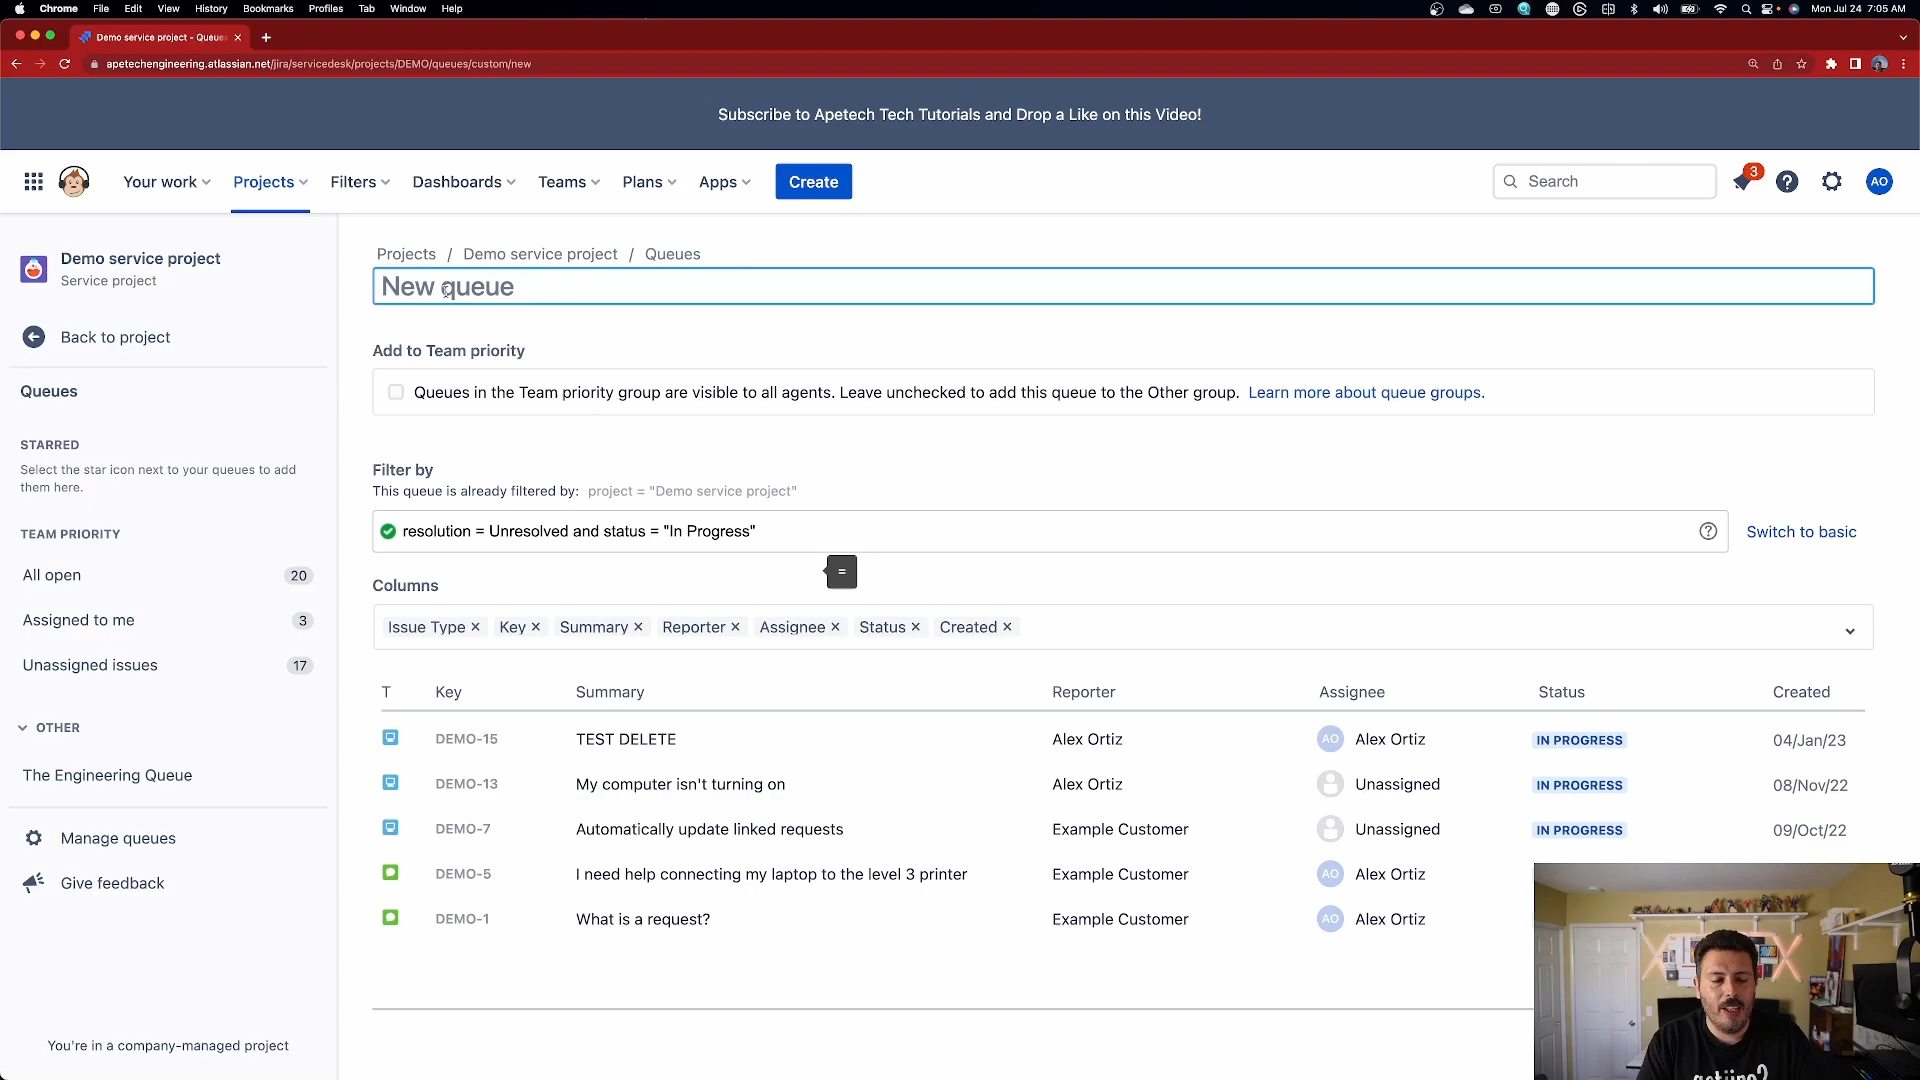 Chrome File Edit View History Bookmarks Profiles Tab Window Help Mon Jul 24 7:05 AM
Demo service project - Queues
apetechengineering.atlassian.net/jira/servicedesk/projects/DEMO/queues/custom/new
Subscribe to Apetech Tech Tutorials and Drop a Like on this Video!
Your work Projects Filters Dashboards Teams Plans Apps Create Search 3 AO
Demo service project
Service project
Back to project
Queues
STARRED
Select the star icon next to your queues to add
them here.
TEAM PRIORITY
All open 20
Assigned to me 3
Unassigned issues 17
OTHER
The Engineering Queue
Manage queues
Give feedback
You're in a company-managed project
Projects / Demo service project / Queues
New queue
Add to Team priority
Queues in the Team priority group are visible to all agents. Leave unchecked to add this queue to the Other group. Learn more about queue groups.
Filter by
This queue is already filtered by: project = "Demo service project"
resolution = Unresolved and status = "In Progress" Switch to basic
=
Columns
Issue Type Key Summary Reporter Assignee Status Created
T Key Summary Reporter Assignee Status Created
DEMO-15 TEST DELETE Alex Ortiz AO Alex Ortiz IN PROGRESS 04/Jan/23
DEMO-13 My computer isn't turning on Alex Ortiz Unassigned IN PROGRESS 08/Nov/22
DEMO-7 Automatically update linked requests Example Customer Unassigned IN PROGRESS 09/Oct/22
DEMO-5 I need help connecting my laptop to the level 3 printer Example Customer AO Alex Ortiz
DEMO-1 What is a request? Example Customer AO Alex Ortiz